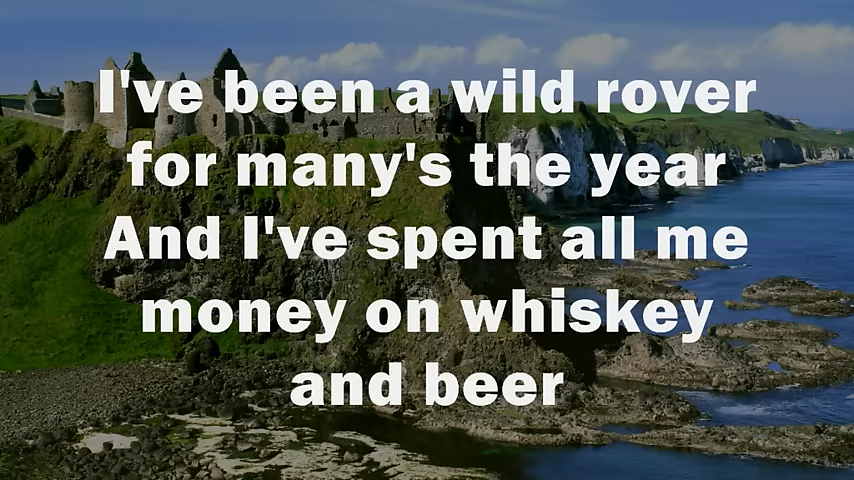 I've been a wild rover
for many's the year
And I've spent all me
money on whiskey
and beer